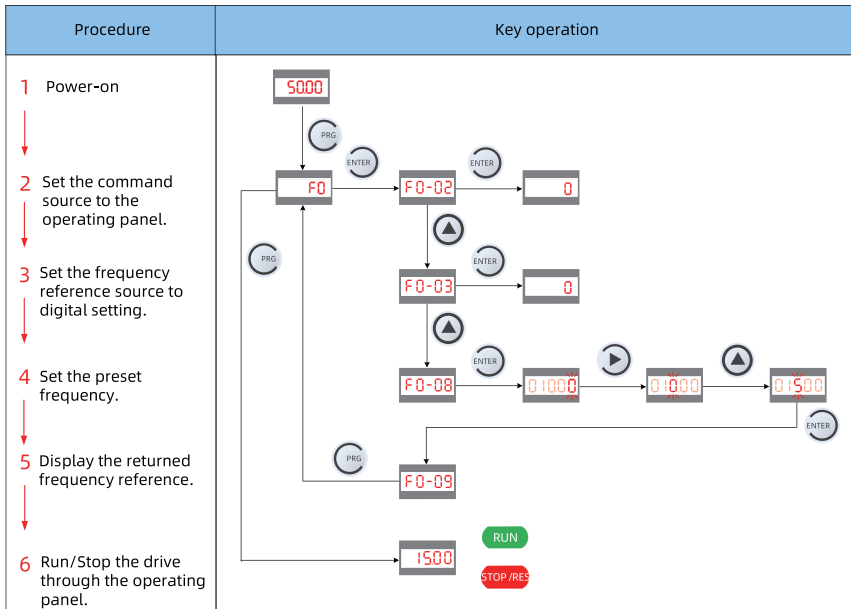 Procedure
Key operation
1 Power-on
50.00
PRG
ENTER
ENTER
2 Set the command
source to the
operating panel.
F0
F0-02
0
PRG
ENTER
3 Set the frequency
reference source to
digital setting.
F0-03
0
ENTER
4 Set the preset
frequency.
F0-08
010.00
010.00
015.00
ENTER
PRG
5 Display the returned
frequency reference.
F0-09
6 Run/Stop the drive
through the operating
panel.
15.00
RUN
STOP/RES